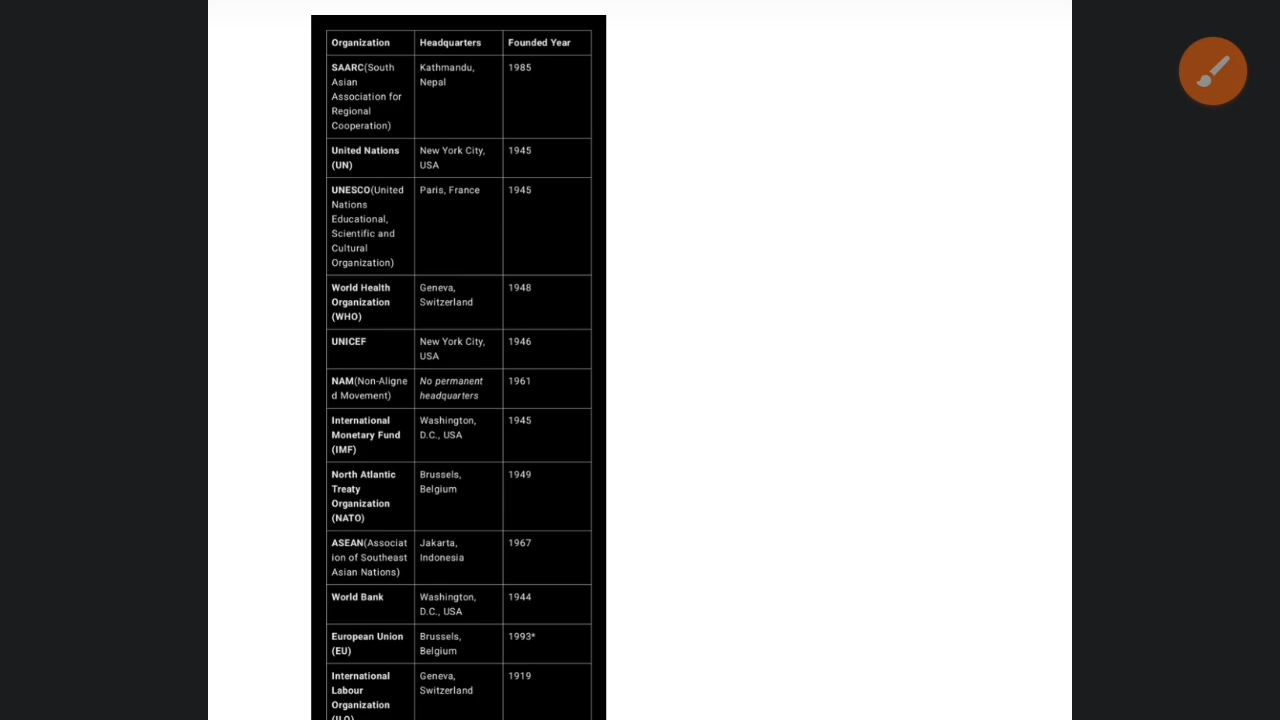 Organization Headquarters Founded Year
SAARC(South Kathmandu, 1985
Asian Nepal
Association for
Regional
Cooperation)
United Nations New York City, 1945
(UN) USA
UNESCO(United Paris, France 1945
Nations
Educational,
Scientific and
Cultural
Organization)
World Health Geneva, 1948
Organization Switzerland
(WHO)
UNICEF New York City, 1946
USA
NAM(Non-Aligne No permanent 1961
d Movement) headquarters
International Washington, 1945
Monetary Fund D.C., USA
(IMF)
North Atlantic Brussels, 1949
Treaty Belgium
Organization
(NATO)
ASEAN(Associat Jakarta, 1967
ion of Southeast Indonesia
Asian Nations)
World Bank Washington, 1944
D.C., USA
European Union Brussels, 1993*
(EU) Belgium
International Geneva, 1919
Labour Switzerland
Organization
(ILO)